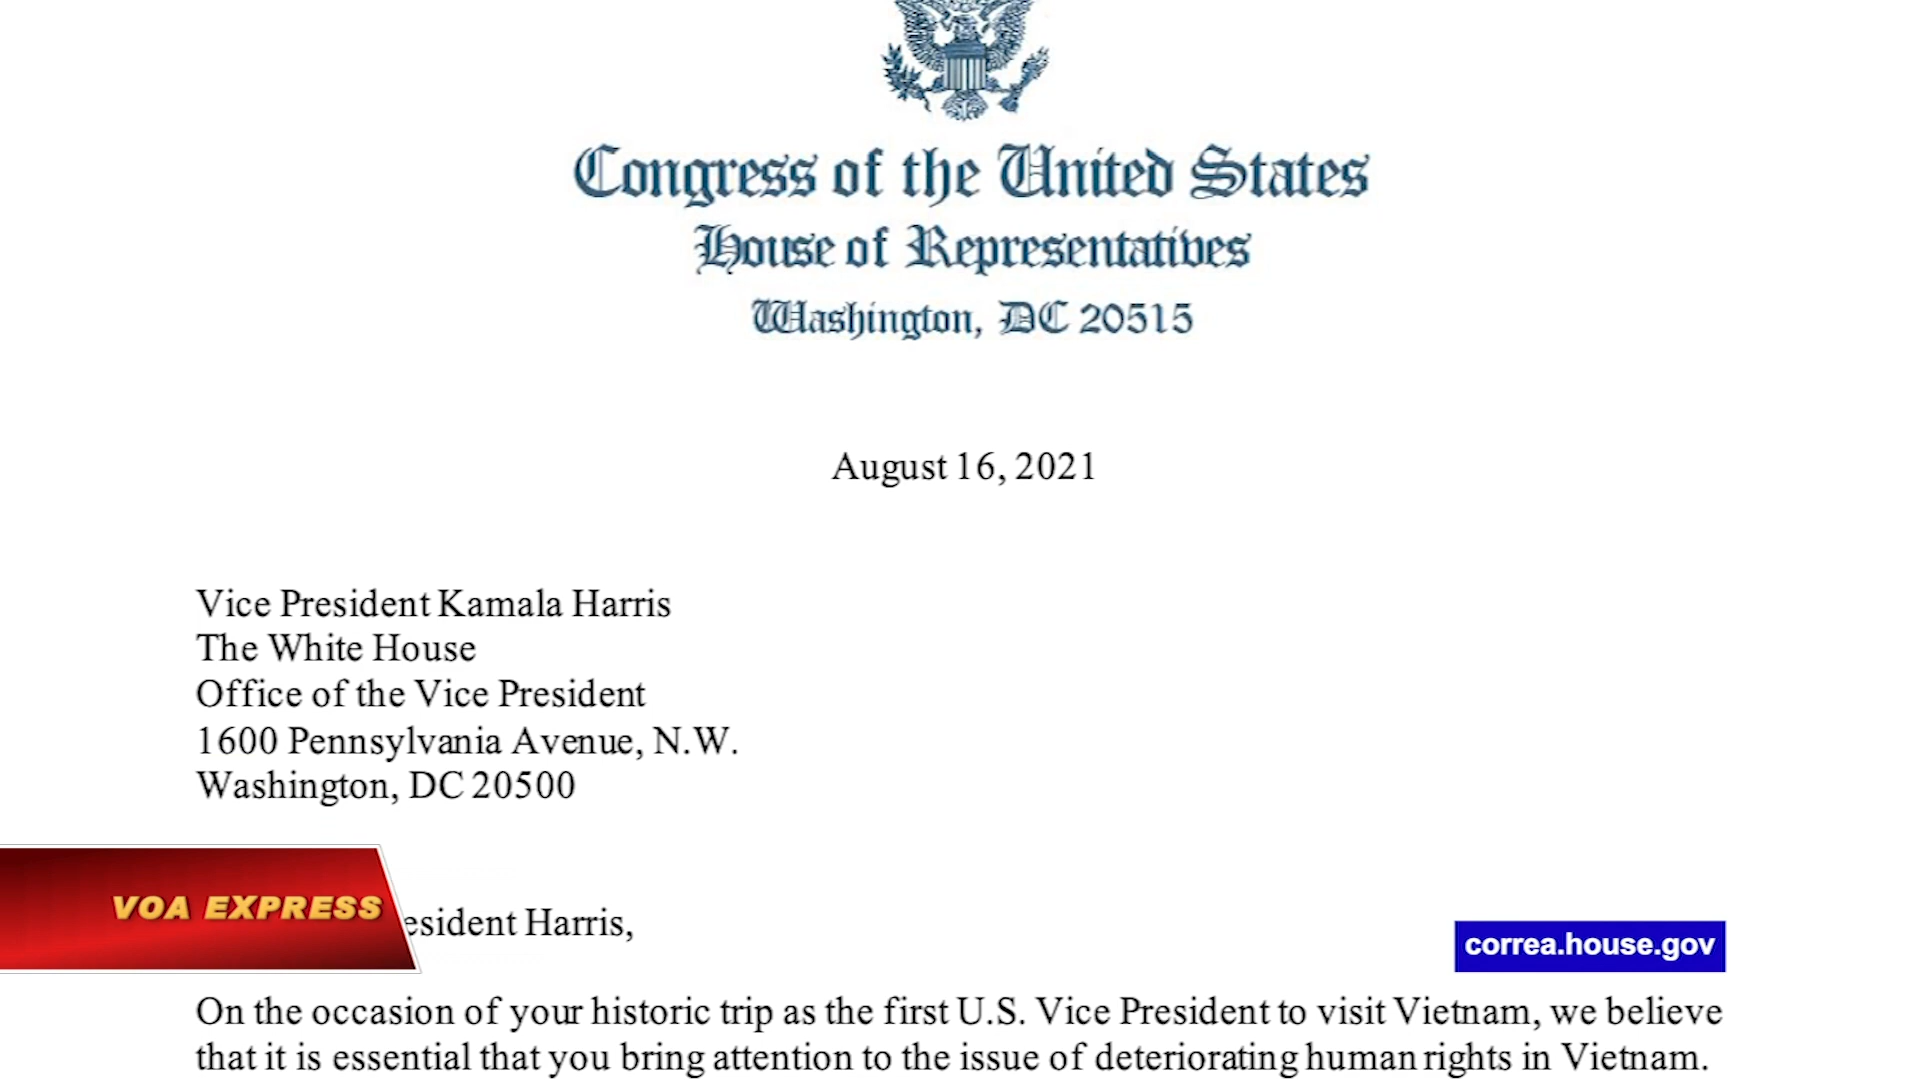 Congress of the United States
House of Representatives
Washington, DC 20515
August 16, 2021
Vice President Kamala Harris
The White House
Office of the Vice President
1600 Pennsylvania Avenue, N.W.
Washington, DC 20500
VOA EXPRESS
esident Harris,
correa.house.gov
On the occasion of your historic trip as the first U.S. Vice President to visit Vietnam, we believe
that it is essential that you bring attention to the issue of deteriorating human rights in Vietnam.